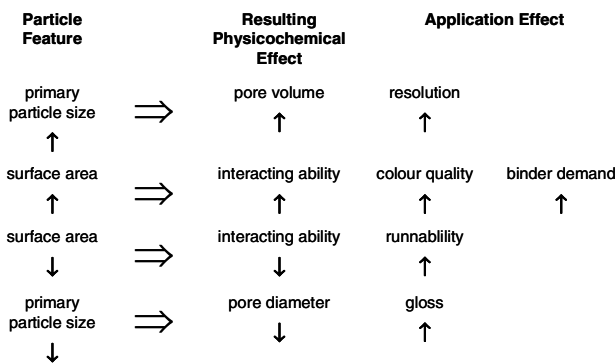 Particle Feature
Resulting Physicochemical Effect
Application Effect
primary particle size ↑ ⇒ pore volume ↑ resolution ↑
surface area ↑ ⇒ interacting ability ↑ colour quality ↑ binder demand ↑
surface area ↓ ⇒ interacting ability ↓ runnablility ↑
primary particle size ↓ ⇒ pore diameter ↓ gloss ↑